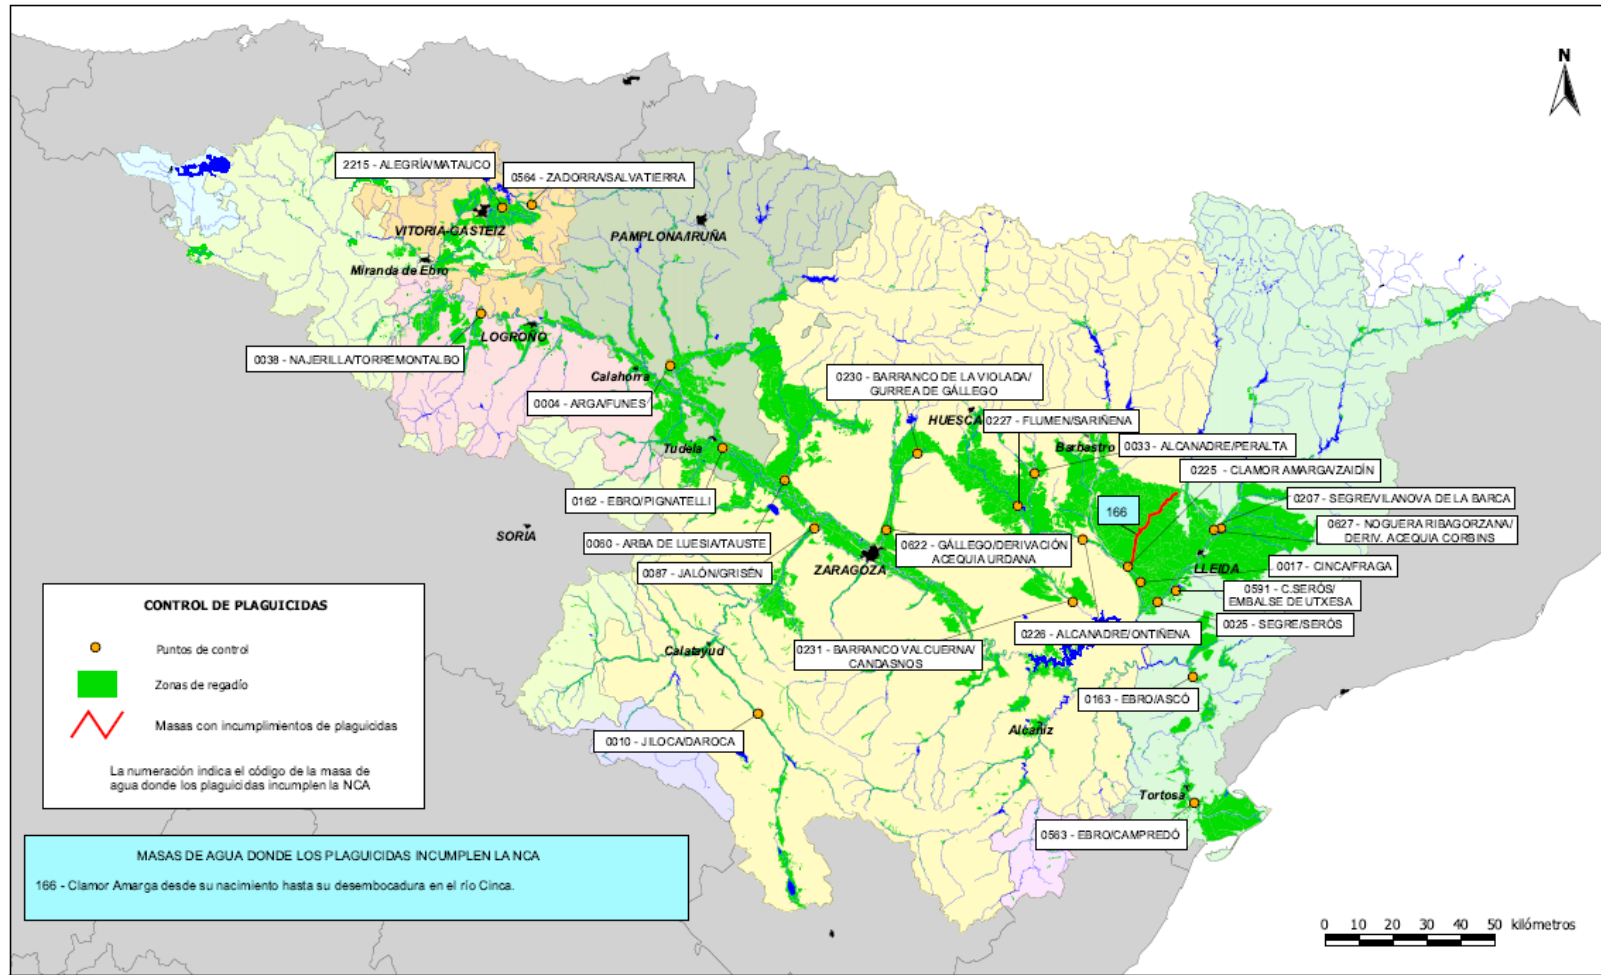 N
2215 - ALEGRÍA/MATAUCO
0564 - ZADORRA/SALVATIERRA
VITORIA-GASTEIZ
PAMPLONA/IRUÑA
Miranda de Ebro
LOGROÑO
0038 - NAJERILLA/TORREMONTALBO
Calahorra
0004 - ARGA/FUNES
0230 - BARRANCO DE LA VIOLADA/
GURREA DE GÁLLEGO
HUESCA
0227 - FLUMEN/SARIÑENA
Barbastro
0033 - ALCANADRE/PERALTA
0225 - CLAMOR AMARGA/ZAIDÍN
Tudela
0162 - EBRO/PIGNATELLI
166
0207 - SEGRE/VILANOVA DE LA BARCA
0627 - NOGUERA RIBAGORZANA/
DERIV. ACEQUIA CORBINS
SORIA
0060 - ARBA DE LUESIA/TAUSTE
0622 - GÁLLEGO/DERIVACIÓN
ACEQUIA URDANA
0087 - JALÓN/GRISÉN
ZARAGOZA
LLEIDA
0017 - CINCA/FRAGA
0591 - C.SERÓS/
EMBALSE DE UTXESA
0025 - SEGRE/SERÓS
0226 - ALCANADRE/ONTIÑENA
0231 - BARRANCO VALCUERNA/
CANDASNOS
Calatayud
0163 - EBRO/ASCÓ
Alcañiz
0010 - JILOCA/DAROCA
Tortosa
0563 - EBRO/CAMPREDÓ
CONTROL DE PLAGUICIDAS
Puntos de control
Zonas de regadío
Masas con incumplimientos de plaguicidas
La numeración indica el código de la masa de
agua donde los plaguicidas incumplen la NCA
MASAS DE AGUA DONDE LOS PLAGUICIDAS INCUMPLEN LA NCA
166 - Clamor Amarga desde su nacimiento hasta su desembocadura en el río Cinca.
0 10 20 30 40 50 kilómetros